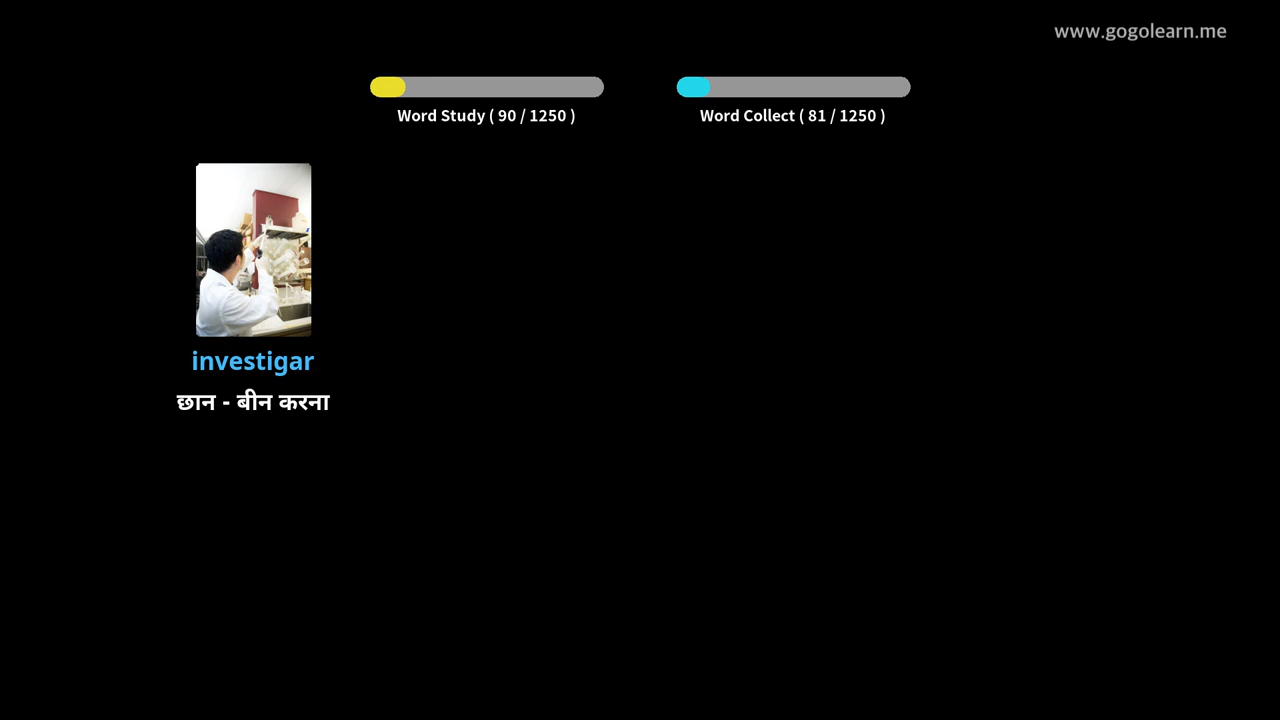 www.gogolearn.me
Word Study ( 90 / 1250 )
Word Collect ( 81 / 1250 )
investigar
छान - बीन करना